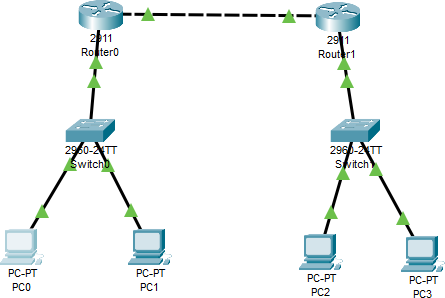 2911
Router0
2911
Router1
2960-24TT
Switch0
2960-24TT
Switch1
PC-PT
PC0
PC-PT
PC1
PC-PT
PC2
PC-PT
PC3